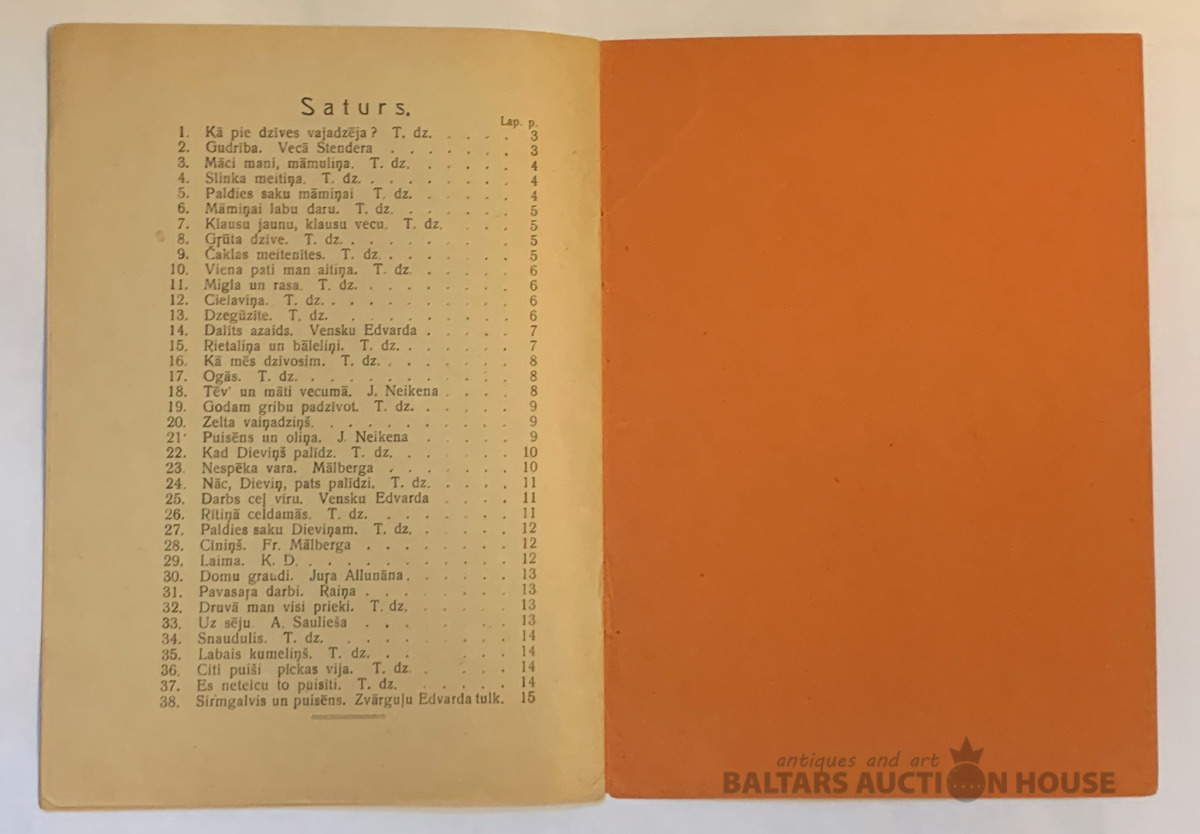 Saturs.
Lap. p.
1. Kā pie dzīves vajadzēja? T. dz. . . . . 3
2. Gudrība. Vecā Stendera . . . . . . . 3
3. Māci mani, māmuliņa. T. dz. . . . . . 4
4. Slinka meitiņa. T. dz. . . . . . . . . 4
5. Paldies saku māmiņai T. dz. . . . . . 4
6. Māmiņai labu daru. T. dz. . . . . . . 5
7. Klausu jaunu, klausu vecu. T. dz. . . . 5
8. Gŗūta dzīve. T. dz. . . . . . . . . 5
9. Čaklas meitenītes. T. dz. . . . . . . 5
10. Viena pati man aitiņa. T. dz . . . . . 6
11. Migla un rasa. T. dz. . . . . . . . 6
12. Cielaviņa. T. dz. . . . . . . . . . 6
13. Dzegūzīte. T. dz. . . . . . . . . 6
14. Dalīts azaids. Vensku Edvarda . . . . . 7
15. Rietaliņa un bāleliņi. T. dz. . . . . . . 7
16. Kā mēs dzīvosim. T. dz. . . . . . . . 8
17. Ogās. T. dz. . . . . . . . . . . 8
18. Tēv' un māti vecumā. J. Neikena . . . . 8
19. Godam gribu padzīvot. T. dz. . . . . . 9
20. Zelta vaiņadziņš. . . . . . . . . . 9
21. Puisēns un oliņa. J. Neikena . . . . . 9
22. Kad Dieviņš palīdz. T. dz. . . . . . . 10
23. Nespēka vara. Mālberga . . . . . . . 10
24. Nāc, Dieviņ, pats palīdzi. T. dz. . . . . 11
25. Darbs ceļ vīru. Vensku Edvarda . . . . 11
26. Rītiņā celdamās. T. dz. . . . . . . . 11
27. Paldies saku Dieviņam. T. dz. . . . . . 12
28. Cīniņš. Fr. Mālberga . . . . . . . . 12
29. Laima. K. D. . . . . . . . . . . 12
30. Domu graudi. Juŗa Allunāna. . . . . . 13
31. Pavasaŗa darbi. Raiņa . . . . . . . . 13
32. Druvā man visi prieki. T. dz. . . . . . 13
33. Uz sēju. A. Saulieša . . . . . . . 13
34. Snaudulis. T. dz. . . . . . . . . 14
35. Labais kumeliņš. T. dz. . . . . . . 14
36. Citi puiši pīckas vija. T. dz. . . . . . 14
37. Es neteicu to puisīti. T. dz. . . . . . 14
38. Sirmgalvis un puisēns. Zvārguļu Edvarda tulk. 15
antiques and art
BALTARS AUCTION HOUSE